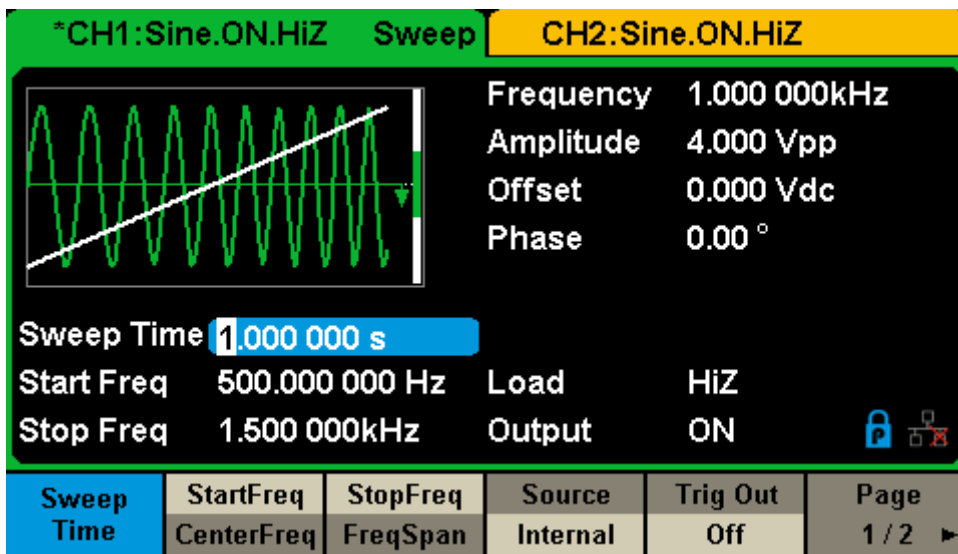 *CH1:Sine.ON.HiZ Sweep CH2:Sine.ON.HiZ
Frequency 1.000 000kHz
Amplitude 4.000 Vpp
Offset 0.000 Vdc
Phase 0.00 °
Sweep Time 1.000 000 s
Start Freq 500.000 000 Hz Load HiZ
Stop Freq 1.500 000kHz Output ON P
Sweep Time StartFreq CenterFreq StopFreq FreqSpan Source Internal Trig Out Off Page 1/2